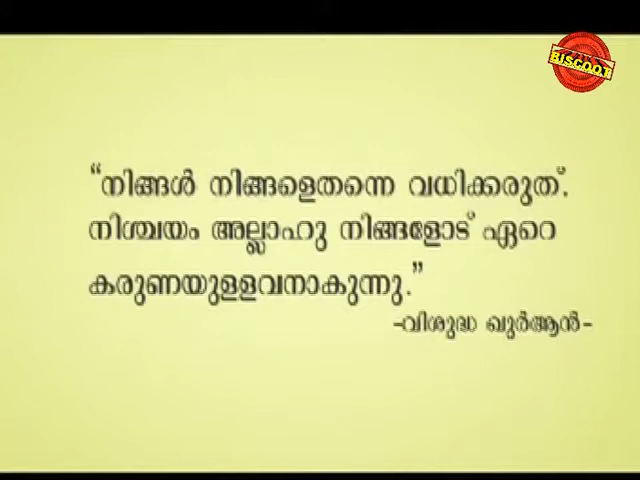 BISCOOT
“നിങ്ങൾ നിങ്ങളെതന്നെ വധിക്കരുത്.
നിശ്ചയം അല്ലാഹു നിങ്ങളോട് ഏറെ
കരുണയുള്ളവനാകുന്നു.”
-വിശുദ്ധ ഖുർആൻ-